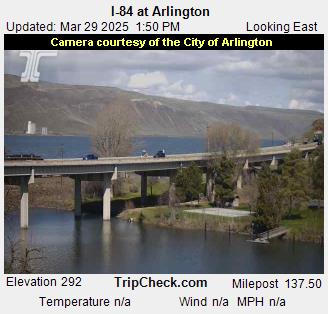 I-84 at Arlington
Updated: Mar 29 2025 1:50 PM Looking East
Camera courtesy of the City of Arlington
Elevation 292 TripCheck.com Milepost 137.50
Temperature n/a Wind n/a MPH n/a